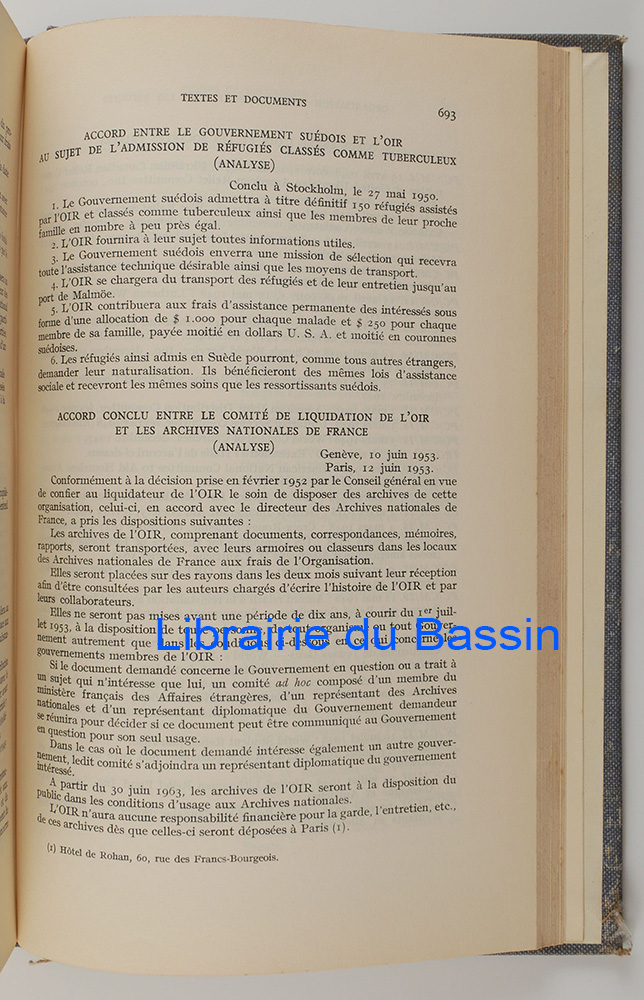 TEXTES ET DOCUMENTS
693
ACCORD ENTRE LE GOUVERNEMENT SUÉDOIS ET L'OIR
AU SUJET DE L'ADMISSION DE RÉFUGIÉS CLASSÉS COMME TUBERCULEUX
(ANALYSE)
Conclu à Stockholm, le 27 mai 1950.
1. Le Gouvernement suédois admettra à titre définitif 150 réfugiés assistés
par l'OIR et classés comme tuberculeux ainsi que les membres de leur proche
famille en nombre à peu près égal.
2. L'OIR fournira à leur sujet toutes informations utiles.
3. Le Gouvernement suédois enverra une mission de sélection qui recevra
toute l'assistance technique désirable ainsi que les moyens de transport.
4. L'OIR se chargera du transport des réfugiés et de leur entretien jusqu'au
port de Malmöe.
5. L'OIR contribuera aux frais d'assistance permanente des intéressés sous
forme d'une allocation de $ 1.000 pour chaque malade et $ 250 pour chaque
membre de sa famille, payée moitié en dollars U. S. A. et moitié en couronnes
suédoises.
6. Les réfugiés ainsi admis en Suède pourront, comme tous autres étrangers,
demander leur naturalisation. Ils bénéficieront des mêmes lois d'assistance
sociale et recevront les mêmes soins que les ressortissants suédois.
ACCORD CONCLU ENTRE LE COMITÉ DE LIQUIDATION DE L'OIR
ET LES ARCHIVES NATIONALES DE FRANCE
(ANALYSE)
Genève, 10 juin 1953.
Paris, 12 juin 1953.
Conformément à la décision prise en février 1952 par le Conseil général en vue
de confier au liquidateur de l'OIR le soin de disposer des archives de cette
organisation, celui-ci, en accord avec le directeur des Archives nationales de
France, a pris les dispositions suivantes :
Les archives de l'OIR, comprenant documents, correspondances, mémoires,
rapports, seront transportées, avec leurs armoires ou classeurs dans les locaux
des Archives nationales de France aux frais de l'Organisation.
Elles seront placées sur des rayons dans les deux mois suivant leur réception
afin d'être consultées par les auteurs chargés d'écrire l'histoire de l'OIR et par
leurs collaborateurs.
Elles ne seront pas mises avant une période de dix ans, à courir du 1er juil-
let 1953, à la disposition de toute personne, de tout organisme ou tout Gouver-
nement autrement que dans les conditions ci-dessous en ce qui concerne les
gouvernements membres de l'OIR :
Librairie du Bassin
Si le document demandé concerne le Gouvernement en question ou a trait à
un sujet qui n'intéresse que lui, un comité ad hoc composé d'un membre du
ministère français des Affaires étrangères, d'un représentant des Archives
nationales et d'un représentant diplomatique du Gouvernement demandeur
se réunira pour décider si ce document peut être communiqué au Gouvernement
en question pour son seul usage.
Dans le cas où le document demandé intéresse également un autre gouver-
nement, ledit comité s'adjoindra un représentant diplomatique du gouvernement
intéressé.
A partir du 30 juin 1963, les archives de l'OIR seront à la disposition du
public dans les conditions d'usage aux Archives nationales.
L'OIR n'aura aucune responsabilité financière pour la garde, l'entretien, etc.,
de ces archives dès que celles-ci seront déposées à Paris (1).
(1) Hôtel de Rohan, 60, rue des Francs-Bourgeois.